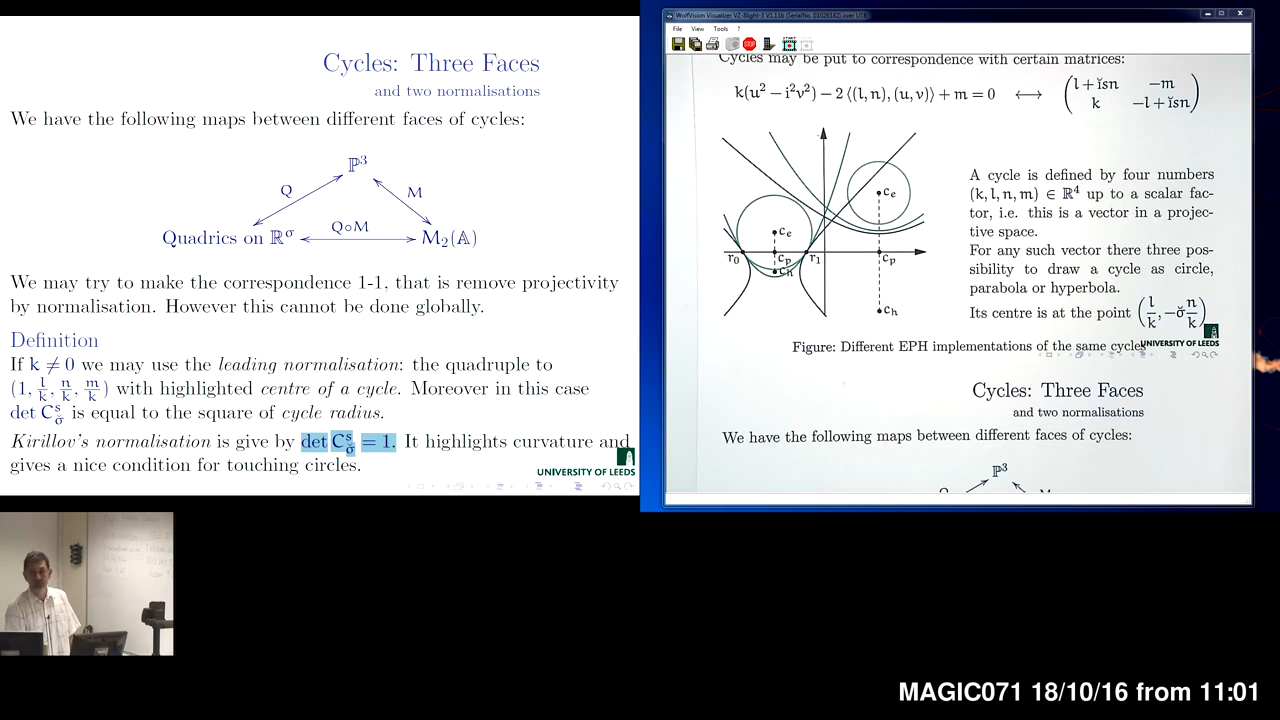 Cycles: Three Faces
and two normalisations
We have the following maps between different faces of cycles:
ℙ³
Q
M
Quadrics on ℝ^σ
Q∘M
M₂(𝔸)
We may try to make the correspondence 1-1, that is remove projectivity
by normalisation. However this cannot be done globally.
Definition
If k ≠ 0 we may use the leading normalisation: the quadruple to
(1, l/k, n/k, m/k) with highlighted centre of a cycle. Moreover in this case
det C^s_σ̆ is equal to the square of cycle radius.
Kirillov's normalisation is give by det C^s_σ̆ = 1. It highlights curvature and
gives a nice condition for touching circles.
UNIVERSITY OF LEEDS
File View Tools ?
Cycles may be put to correspondence with certain matrices:
k(u² − i²v²) − 2⟨(l, n), (u, v)⟩ + m = 0 ⟷ ( l + ĭsn −m
k −l + ĭsn )
c_e
c_e
r_0
c_p
r_1
c_p
c_h
c_h
A cycle is defined by four numbers
(k, l, n, m) ∈ ℝ⁴ up to a scalar fac-
tor, i.e. this is a vector in a projec-
tive space.
For any such vector there three pos-
sibility to draw a cycle as circle,
parabola or hyperbola.
Its centre is at the point (l/k, −σ̆ n/k)
Figure: Different EPH implementations of the same cycles
UNIVERSITY OF LEEDS
Cycles: Three Faces
and two normalisations
We have the following maps between different faces of cycles:
ℙ³
MAGIC071 18/10/16 from 11:01